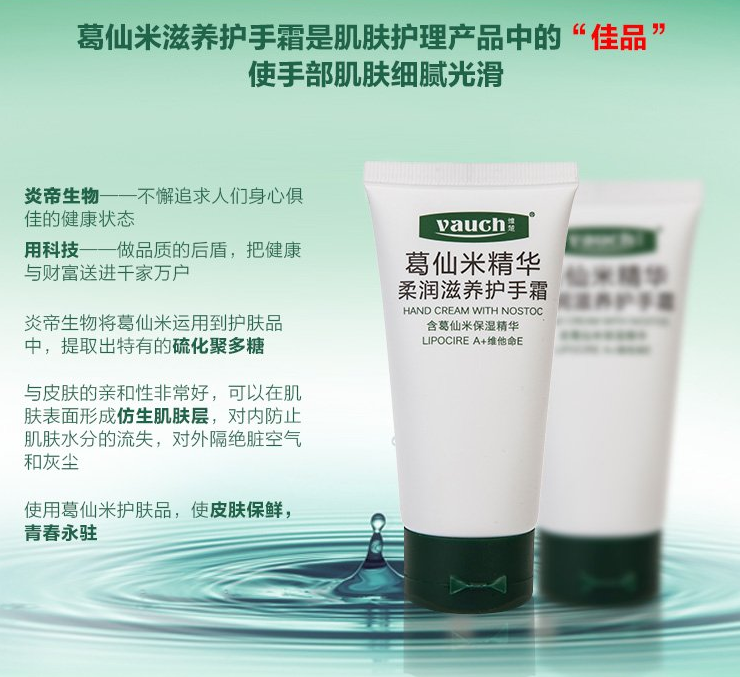 葛仙米滋养护手霜是肌肤护理产品中的“佳品”
使手部肌肤细腻光滑
炎帝生物——不懈追求人们身心俱
佳的健康状态
用科技——做品质的后盾，把健康
与财富送进千家万户
炎帝生物将葛仙米运用到护肤品
中，提取出特有的硫化聚多糖
与皮肤的亲和性非常好，可以在肌
肤表面形成仿生肌肤层，对内防止
肌肤水分的流失，对外隔绝脏空气
和灰尘
使用葛仙米护肤品，使皮肤保鲜，
青春永驻
vauch®
葛仙米精华
柔润滋养护手霜
HAND CREAM WITH NOSTOC
含葛仙米保湿精华
LIPOCIRE A+维他命E
vauch
葛仙米精华
润滋养护手霜
CREAM WITH NOSTOC